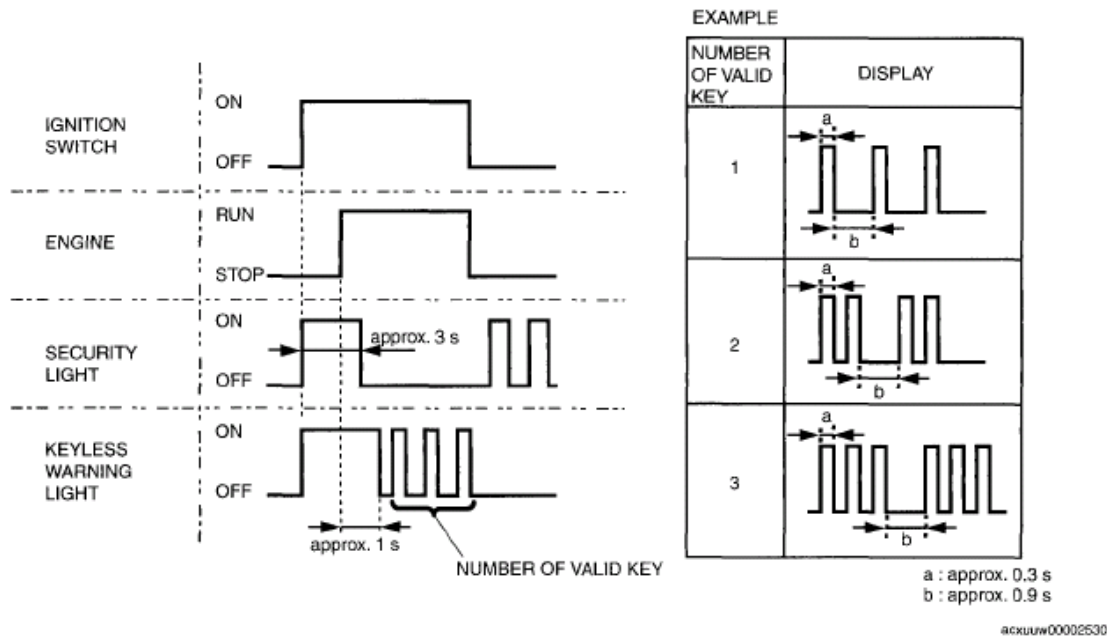 IGNITION
SWITCH
ON
OFF
ENGINE
RUN
STOP
SECURITY
LIGHT
ON
OFF
approx. 3 s
KEYLESS
WARNING
LIGHT
ON
OFF
approx. 1 s
NUMBER OF VALID KEY
EXAMPLE
NUMBER
OF VALID
KEY
DISPLAY
1
a
b
2
a
b
3
a
b
a : approx. 0.3 s
b : approx. 0.9 s
acxuuw00002530